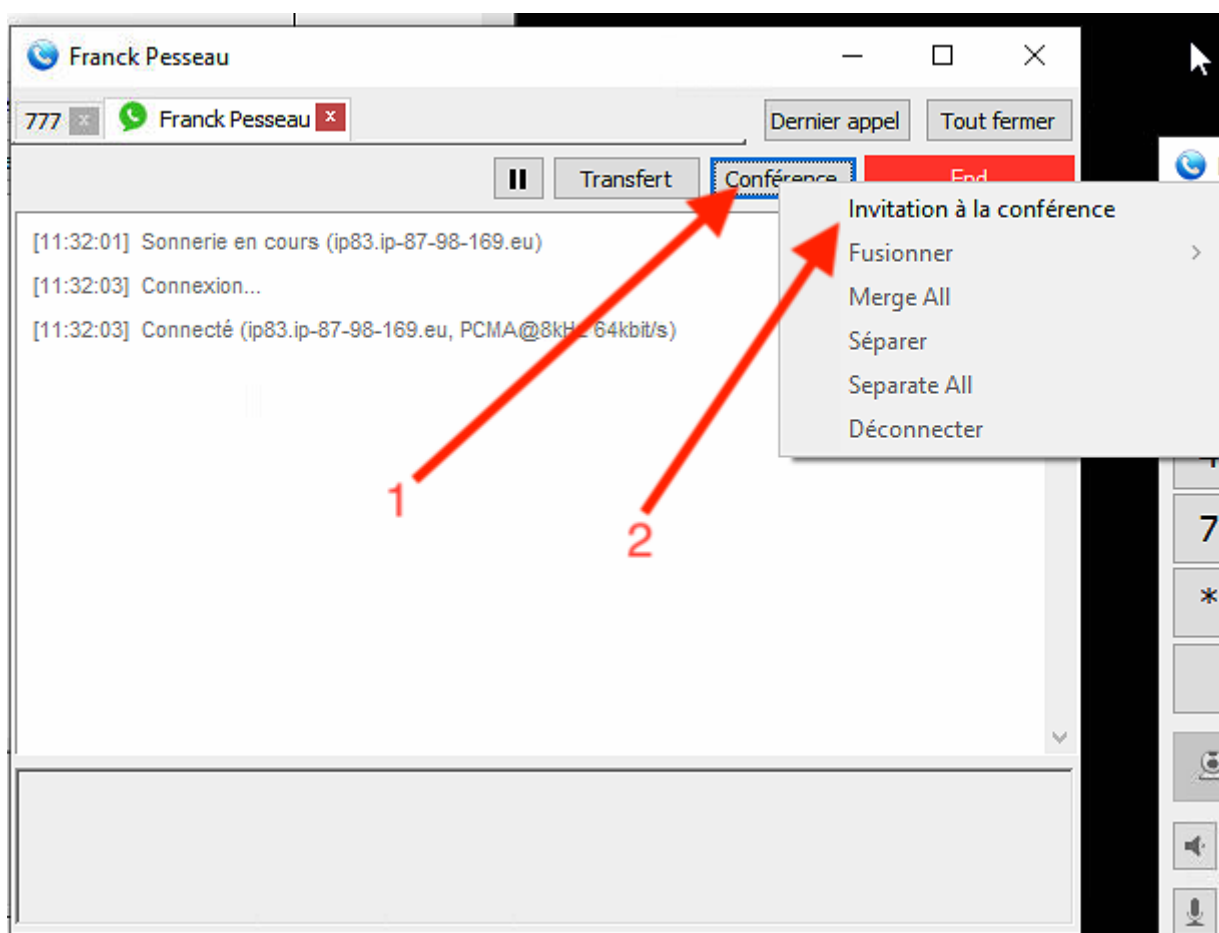 Franck Pesseau
777 x Franck Pesseau x
Dernier appel Tout fermer
Transfert Conférence End
Invitation à la conférence
[11:32:01] Sonnerie en cours (ip83.ip-87-98-169.eu)
Fusionner
[11:32:03] Connexion...
Merge All
[11:32:03] Connecté (ip83.ip-87-98-169.eu, PCMA@8kHz 64kbit/s)
Séparer
Separate All
Déconnecter
1
2
7
*